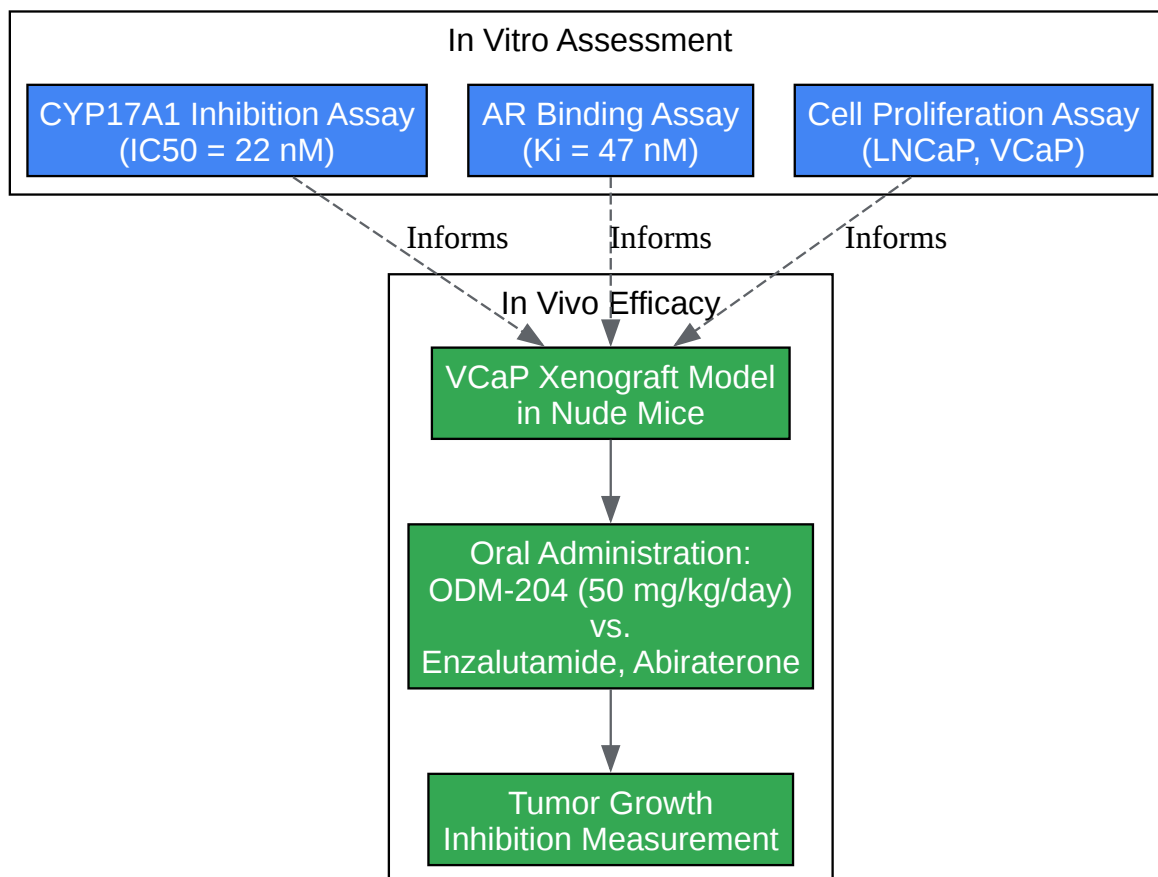 In Vitro Assessment
CYP17A1 Inhibition Assay
(IC50 = 22 nM)
AR Binding Assay
(Ki = 47 nM)
Cell Proliferation Assay
(LNCaP, VCaP)
Informs
Informs
Informs
In Vivo Efficacy
VCaP Xenograft Model
in Nude Mice
Oral Administration:
ODM-204 (50 mg/kg/day)
vs.
Enzalutamide, Abiraterone
Tumor Growth
Inhibition Measurement